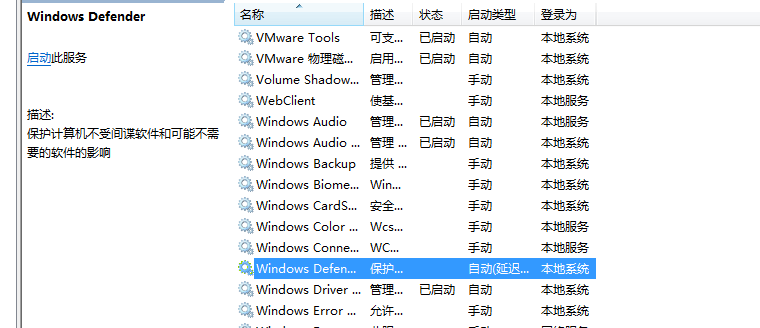 Windows Defender
启动此服务
描述:
保护计算机不受间谍软件和可能不需
要的软件的影响
名称 描述 状态 启动类型 登录为
VMware Tools 可支... 已启动 自动 本地系统
VMware 物理磁... 启用... 已启动 自动 本地系统
Volume Shadow... 管理... 手动 本地系统
WebClient 使基... 手动 本地服务
Windows Audio 管理... 已启动 自动 本地服务
Windows Audio ... 管理... 已启动 自动 本地系统
Windows Backup 提供 ... 手动 本地系统
Windows Biome... Win... 手动 本地系统
Windows CardS... 安全... 手动 本地系统
Windows Color ... Wcs... 手动 本地服务
Windows Conne... WC... 手动 本地服务
Windows Defen... 保护... 自动(延迟... 本地系统
Windows Driver ... 管理... 已启动 自动 本地系统
Windows Error ... 允许... 手动 本地系统